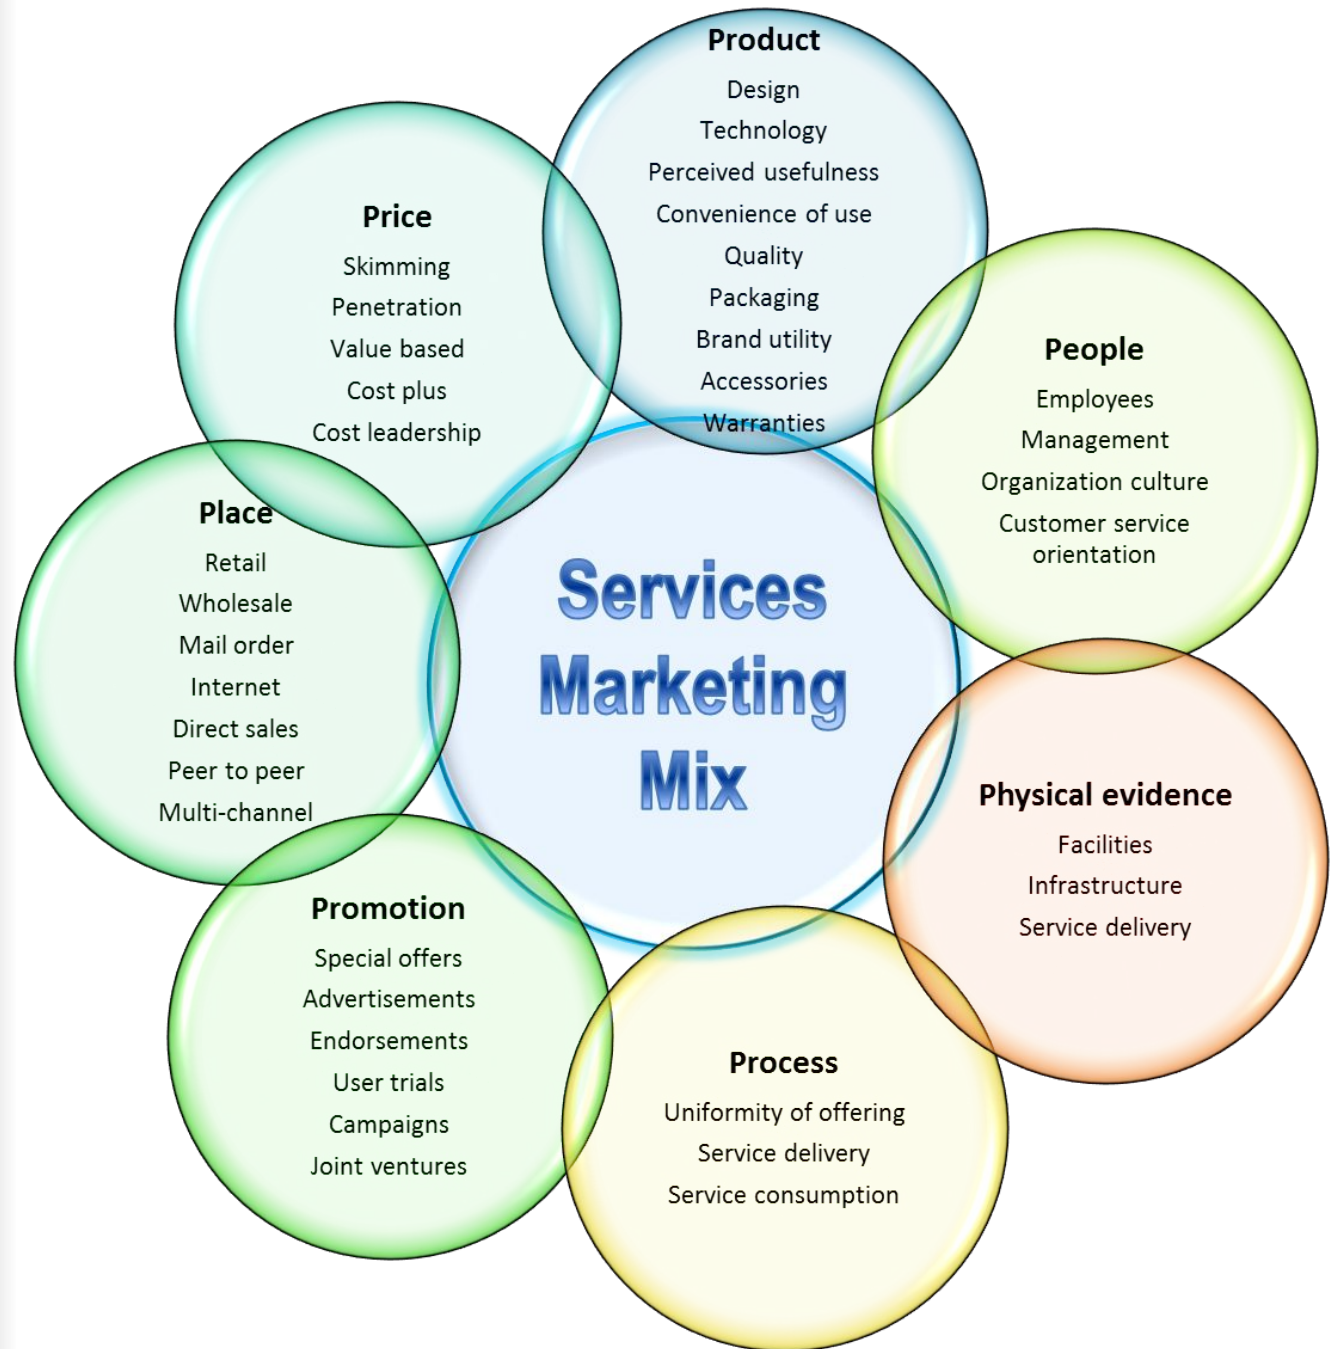 Product
Design
Technology
Perceived usefulness
Convenience of use
Quality
Packaging
Brand utility
Accessories
Warranties
Price
Skimming
Penetration
Value based
Cost plus
Cost leadership
People
Employees
Management
Organization culture
Customer service
orientation
Place
Retail
Wholesale
Mail order
Internet
Direct sales
Peer to peer
Multi-channel
Services
Marketing
Mix
Physical evidence
Facilities
Infrastructure
Service delivery
Promotion
Special offers
Advertisements
Endorsements
User trials
Campaigns
Joint ventures
Process
Uniformity of offering
Service delivery
Service consumption